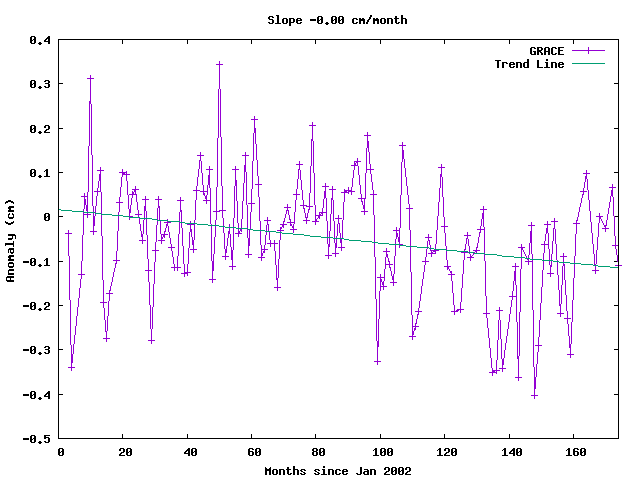 Slope -0.00 cm/month
GRACE
Trend Line
0.4
0.3
0.2
0.1
0
-0.1
-0.2
-0.3
-0.4
-0.5
Anomaly (cm)
0 20 40 60 80 100 120 140 160
Months since Jan 2002